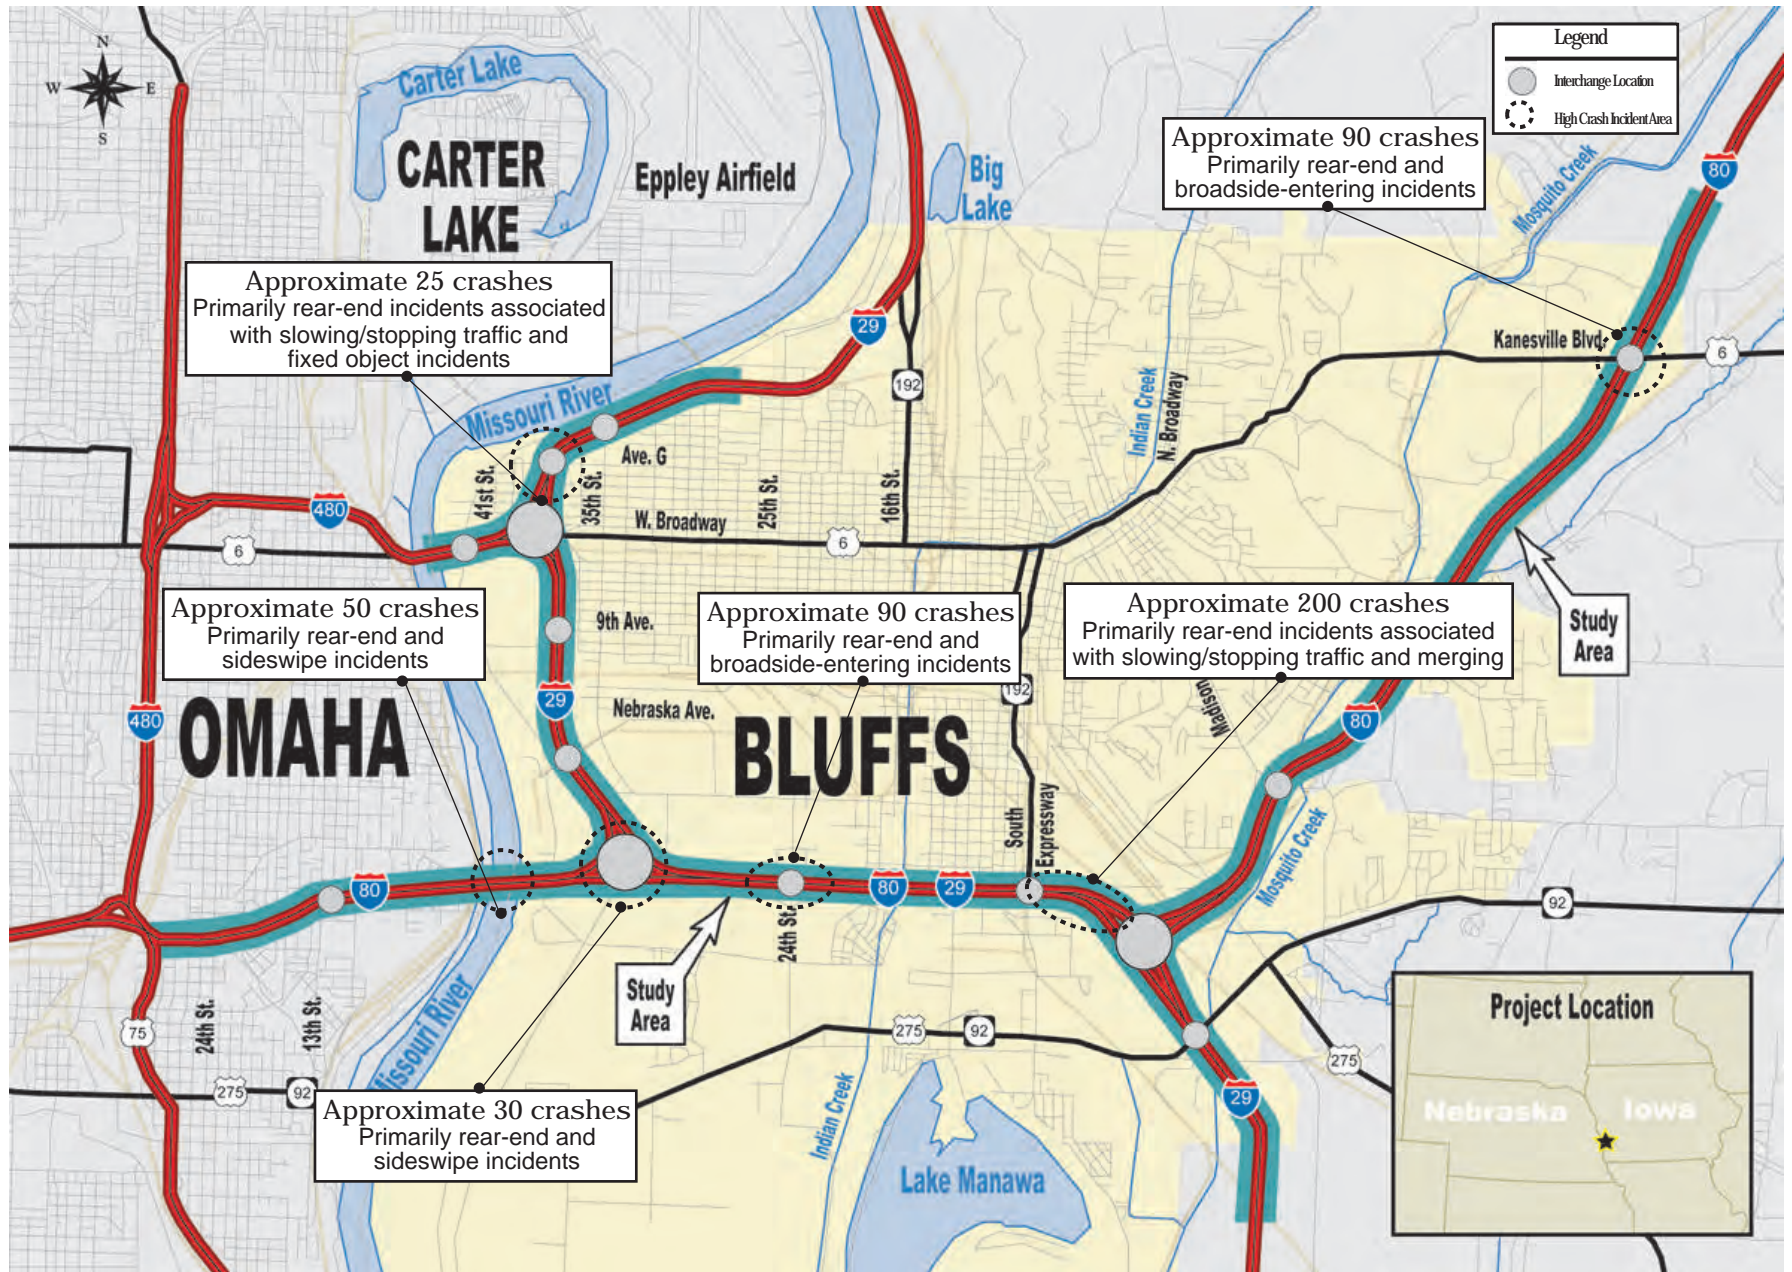 N
W
E
S
Carter Lake
CARTER
LAKE
Eppley Airfield
Big
Lake
Legend
Interchange Location
High Crash Incident Area
Approximate 90 crashes
Primarily rear-end and
broadside-entering incidents
Mosquito Creek
80
Approximate 25 crashes
Primarily rear-end incidents associated
with slowing/stopping traffic and
fixed object incidents
29
Kanesville Blvd.
6
192
Missouri River
Indian Creek
N. Broadway
Ave. G
41st St.
35th St.
25th St.
16th St.
480
W. Broadway
6
6
Approximate 50 crashes
Primarily rear-end and
sideswipe incidents
9th Ave.
Approximate 90 crashes
Primarily rear-end and
broadside-entering incidents
Approximate 200 crashes
Primarily rear-end incidents associated
with slowing/stopping traffic and merging
Study
Area
480
OMAHA
29
Nebraska Ave.
BLUFFS
192
Madison
80
South
Expressway
Mosquito Creek
80
80
29
24th St.
92
Study
Area
Missouri River
75
24th St.
13th St.
275
92
275
92
275
29
Approximate 30 crashes
Primarily rear-end and
sideswipe incidents
Indian Creek
Lake Manawa
Project Location
Nebraska
Iowa